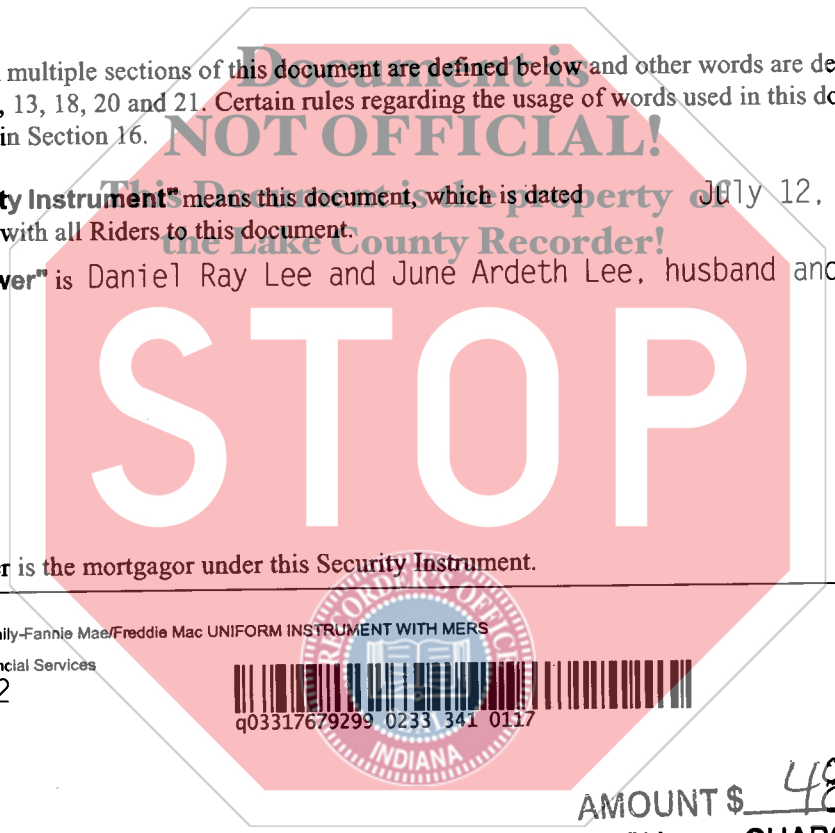 Document is
multiple sections of this document are defined below and other words are de
, 13, 18, 20 and 21. Certain rules regarding the usage of words used in this do
NOT OFFICIAL!
in Section 16.
This Document is the property of
ty Instrument" means this document, which is dated July 12,
with all Riders to this document.
the Lake County Recorder!
wer" is Daniel Ray Lee and June Ardeth Lee, husband and
STOP
r is the mortgagor under this Security Instrument.
RECORDER'S OFFICE
nily-Fannie Mae/Freddie Mac UNIFORM INSTRUMENT WITH MERS
ncial Services
2
q03317679299 0233 341 0117
INDIANA
AMOUNT $ 48